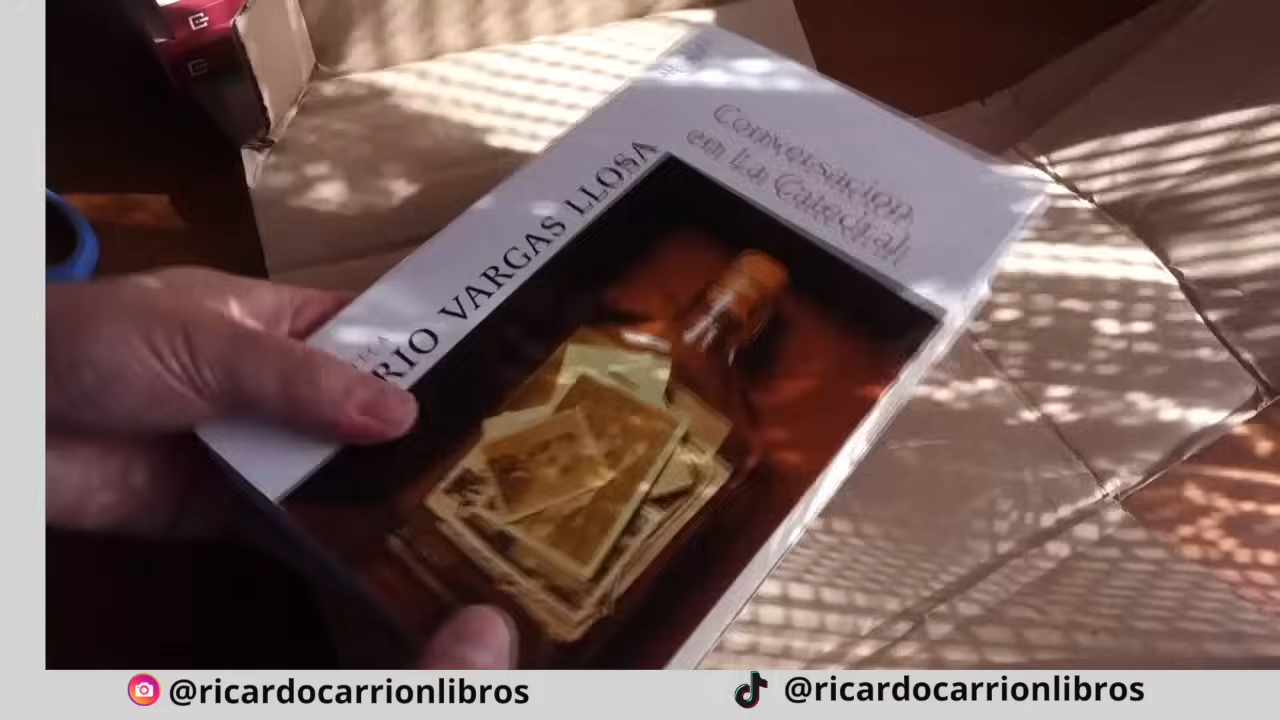 Conversación
en La Catedral
RIO VARGAS LLOSA
@ricardocarrionlibros
@ricardocarrionlibros